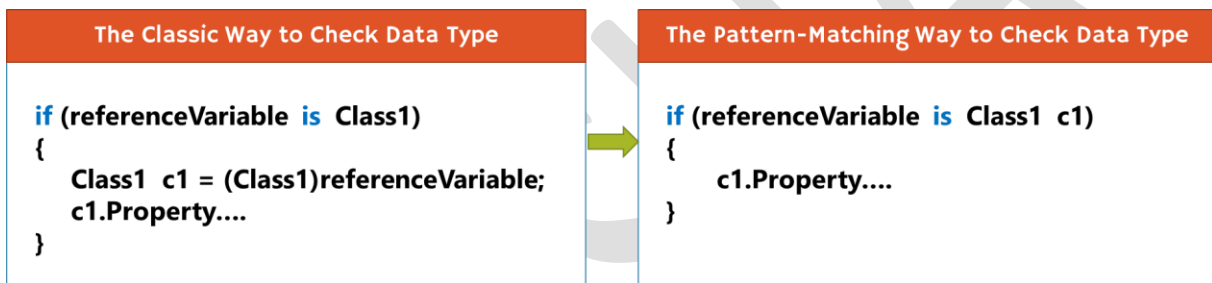 The Classic Way to Check Data Type
if (referenceVariable is Class1)
{
Class1 c1 = (Class1)referenceVariable;
c1.Property....
}
The Pattern-Matching Way to Check Data Type
if (referenceVariable is Class1 c1)
{
c1.Property....
}